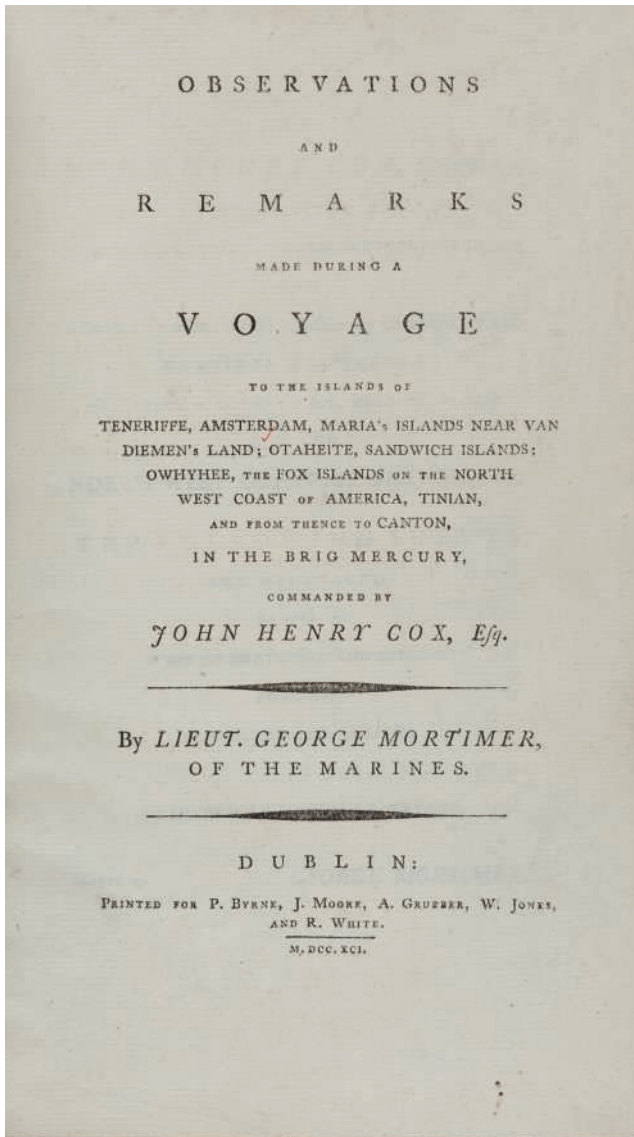 OBSERVATIONS
AND
REMARKS
MADE DURING A
VOYAGE
TO THE ISLANDS OF
TENERIFFE, AMSTERDAM, MARIA's ISLANDS NEAR VAN
DIEMEN's LAND; OTAHEITE, SANDWICH ISLANDS;
OWHYHEE, THE FOX ISLANDS ON THE NORTH
WEST COAST OF AMERICA, TINIAN,
AND FROM THENCE TO CANTON,
IN THE BRIG MERCURY,
COMMANDED BY
JOHN HENRY COX, Eſq.
By LIEUT. GEORGE MORTIMER,
OF THE MARINES.
DUBLIN:
PRINTED FOR P. BYRNE, J. MOORE, A. GRUEBER, W. JONES,
AND R. WHITE.
M.DCC.XCI.